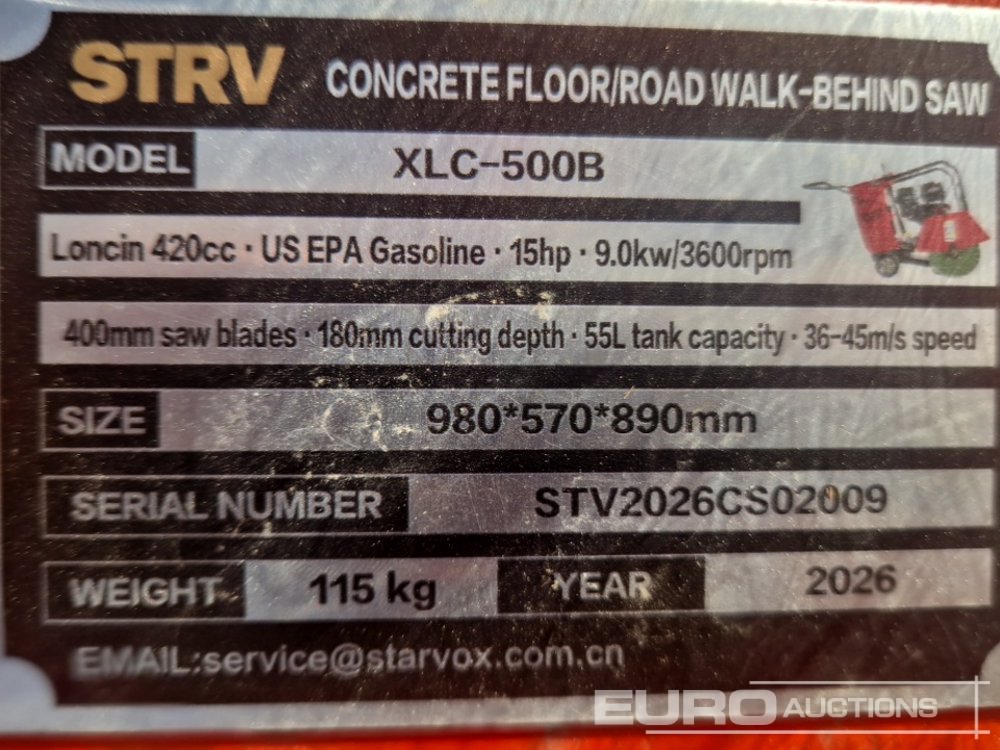 STRV CONCRETE FLOOR/ROAD WALK-BEHIND SAW
MODEL XLC-500B
Loncin 420cc · US EPA Gasoline · 15hp · 9.0kw/3600rpm
400mm saw blades · 180mm cutting depth · 55L tank capacity · 36-45m/s speed
SIZE 980*570*890mm
SERIAL NUMBER STV2026CS02009
WEIGHT 115 kg YEAR 2026
EMAIL:service@starvox.com.cn
EURO AUCTIONS